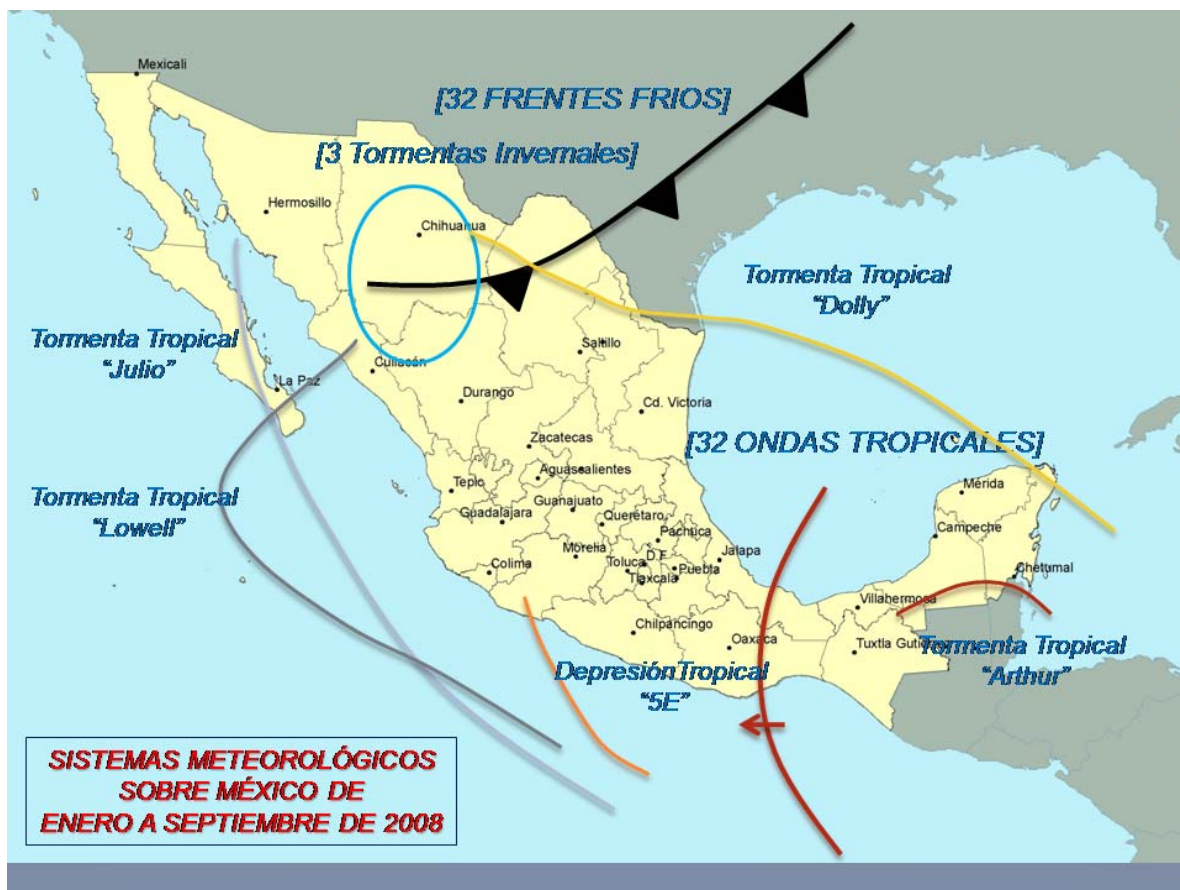 Mexicali
[32 FRENTES FRIOS]
[3 Tormentas Invernales]
Hermosillo
Chihuahua
Tormenta Tropical
“Dolly”
Tormenta Tropical
“Julio”
Saltillo
Culiacán
La Paz
Durango
Cd. Victoria
Zacatecas
[32 ONDAS TROPICALES]
Aguascalientes
Tepic
Mérida
Tormenta Tropical
“Lowell”
Guanajuato
Guadalajara
Querétaro
Pachuca
Campeche
Morelia
D.F.
Jalapa
Colima
Toluca
Puebla
Tlaxcala
Chetumal
Villahermosa
Chilpancingo
Oaxaca
Tuxtla Gutié
Tormenta Tropical
“Arthur”
Depresión Tropical
“5E”
SISTEMAS METEOROLÓGICOS
SOBRE MÉXICO DE
ENERO A SEPTIEMBRE DE 2008